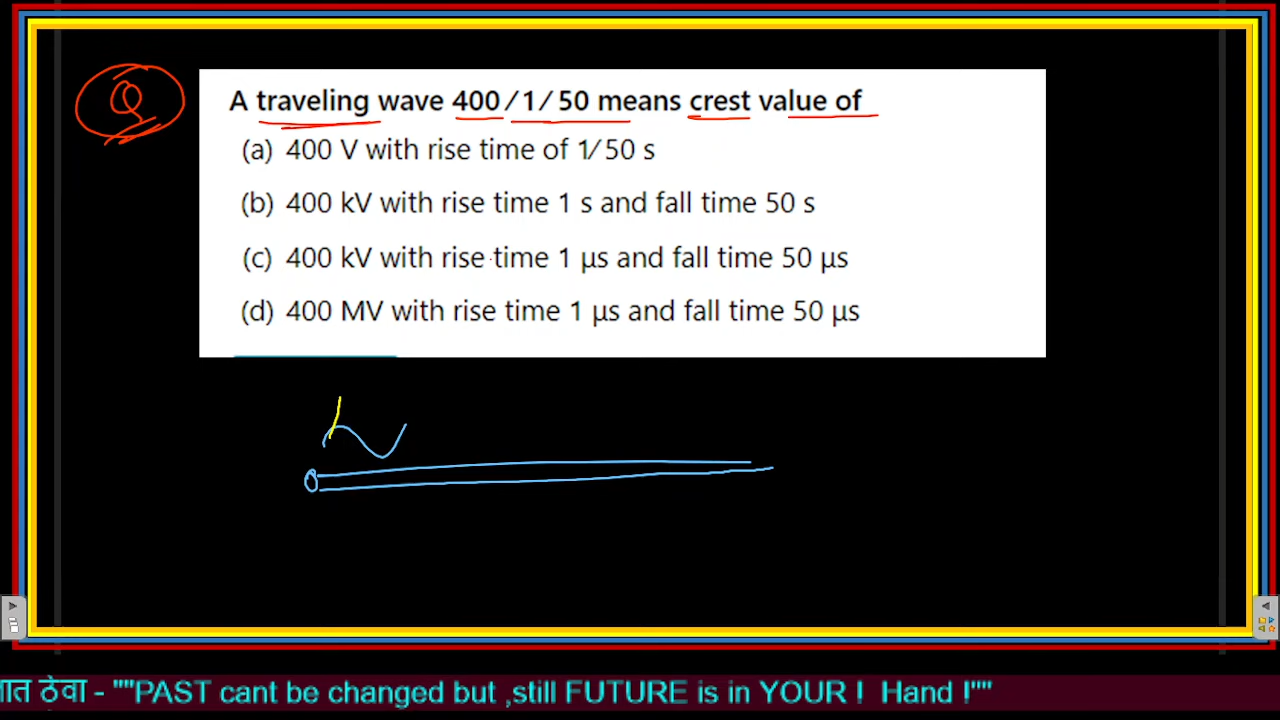 Q
A traveling wave 400/1/50 means crest value of
(a) 400 V with rise time of 1/50 s
(b) 400 kV with rise time 1 s and fall time 50 s
(c) 400 kV with rise time 1 µs and fall time 50 µs
(d) 400 MV with rise time 1 µs and fall time 50 µs
ठेवा - ""PAST cant be changed but ,still FUTURE is in YOUR ! Hand !""